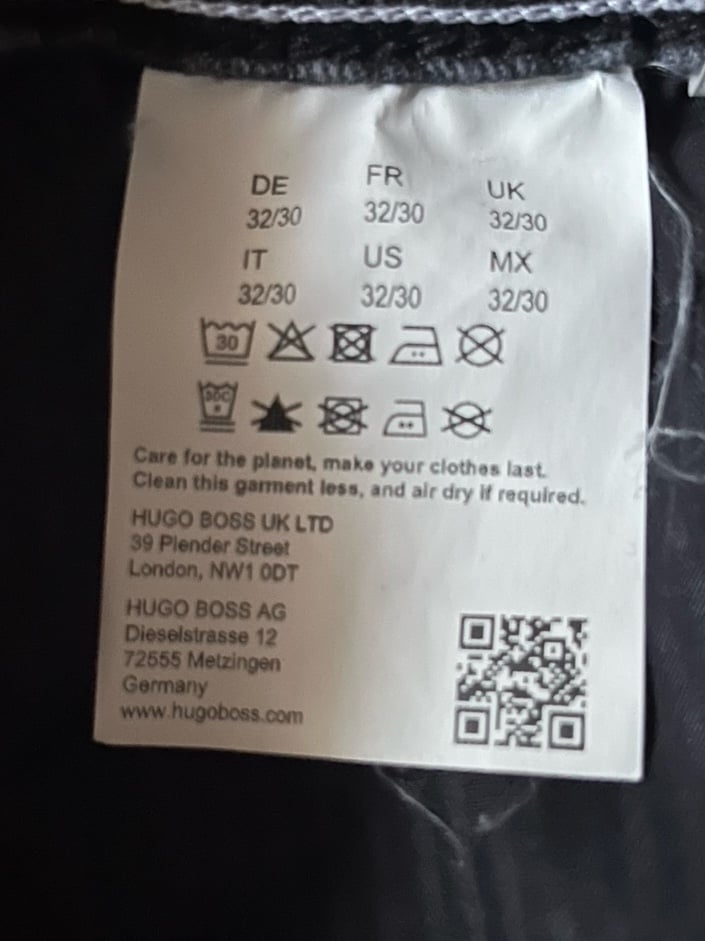 DE FR UK
32/30 32/30 32/30
IT US MX
32/30 32/30 32/30
30
30C
Care for the planet, make your clothes last.
Clean this garment less, and air dry if required.
HUGO BOSS UK LTD
39 Plender Street
London, NW1 0DT
HUGO BOSS AG
Dieselstrasse 12
72555 Metzingen
Germany
www.hugoboss.com